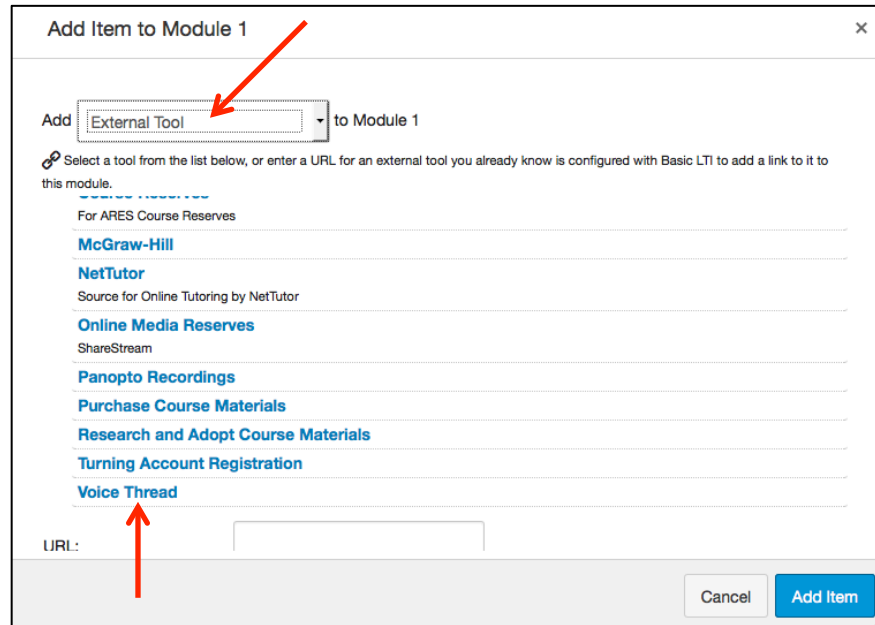 Add Item to Module 1 ×
Add External Tool to Module 1
Select a tool from the list below, or enter a URL for an external tool you already know is configured with Basic LTI to add a link to it to
this module.
Course Reserves
For ARES Course Reserves
McGraw-Hill
NetTutor
Source for Online Tutoring by NetTutor
Online Media Reserves
ShareStream
Panopto Recordings
Purchase Course Materials
Research and Adopt Course Materials
Turning Account Registration
Voice Thread
URL:
Cancel Add Item